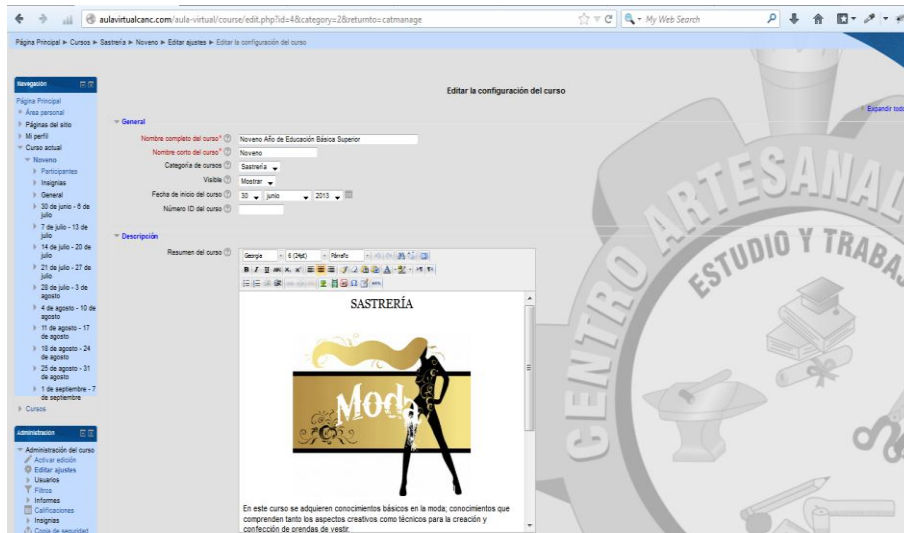 aulavirtualcanc.com/aula-virtual/course/edit.php?id=4&category=2&returnto=catmanage
My Web Search
Página Principal ► Cursos ► Sastrería ► Noveno ► Editar ajustes ► Editar la configuración del curso
Navegación
Página Principal
Área personal
Páginas del sitio
Mi perfil
Curso actual
Noveno
Participantes
Insignias
General
30 de junio - 6 de
julio
7 de julio - 13 de
julio
14 de julio - 20 de
julio
21 de julio - 27 de
julio
28 de julio - 3 de
agosto
4 de agosto - 10 de
agosto
11 de agosto - 17
de agosto
18 de agosto - 24
de agosto
25 de agosto - 31
de agosto
1 de septiembre - 7
de septiembre
Cursos
Administración
Administración del curso
Activar edición
Editar ajustes
Usuarios
Filtros
Informes
Calificaciones
Insignias
Copia de seguridad
Editar la configuración del curso
Expandir todo
General
Nombre completo del curso* Noveno Año de Educación Básica Superior
Nombre corto del curso* Noveno
Categoría de cursos Sastrería
Visible Mostrar
Fecha de inicio del curso 30 junio 2013
Número ID del curso
Descripción
Resumen del curso
Georgia 6 (24pt) Párrafo
SASTRERÍA
Moda
En este curso se adquieren conocimientos básicos en la moda; conocimientos que
comprenden tanto los aspectos creativos como técnicos para la creación y
confección de prendas de vestir.
CENTRO ARTESANAL
ESTUDIO Y TRABA